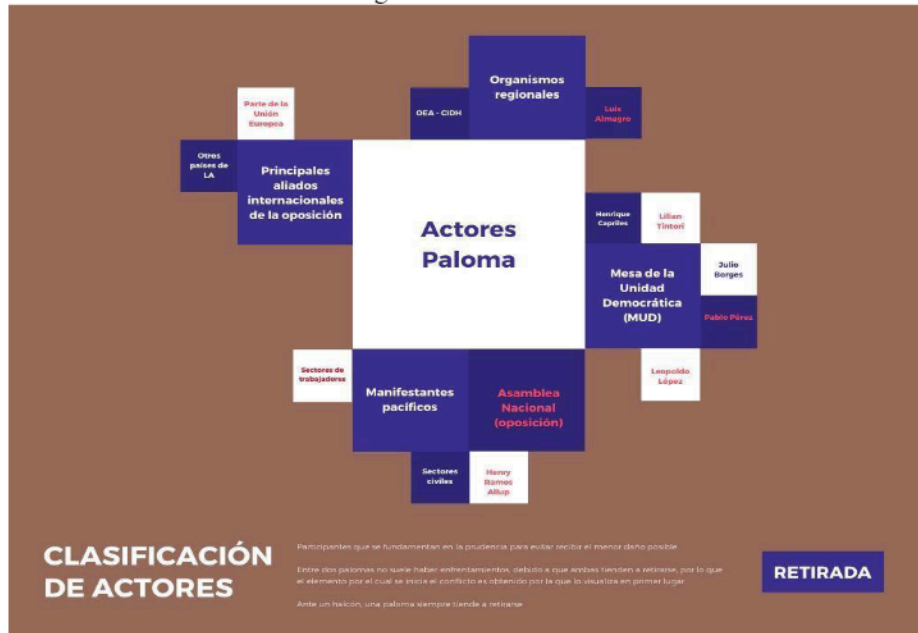 Organismos
regionales
OEA - CIDH
Luis
Almagro
Parte de la
Unión
Europea
Otros
países de
LA
Principales
aliados
internacionales
de la oposición
Actores
Paloma
Henrique
Capriles
Lilian
Tintori
Mesa de la
Unidad
Democrática
(MUD)
Julio
Borges
Pablo Pérez
Leopoldo
López
Sectores de
trabajadores
Manifestantes
pacíficos
Asamblea
Nacional
(oposición)
Sectores
civiles
Henry
Ramos
Allup
CLASIFICACIÓN
DE ACTORES
Participantes que se fundamentan en la prudencia para evitar recibir el menor daño posible
Entre dos palomas no suele haber enfrentamientos, debido a que ambas tienden a retirarse, por lo que
el elemento por el cual se inicia el conflicto es obtenido por la que lo visualiza en primer lugar
Ante un halcón, una paloma siempre tiende a retirarse
RETIRADA